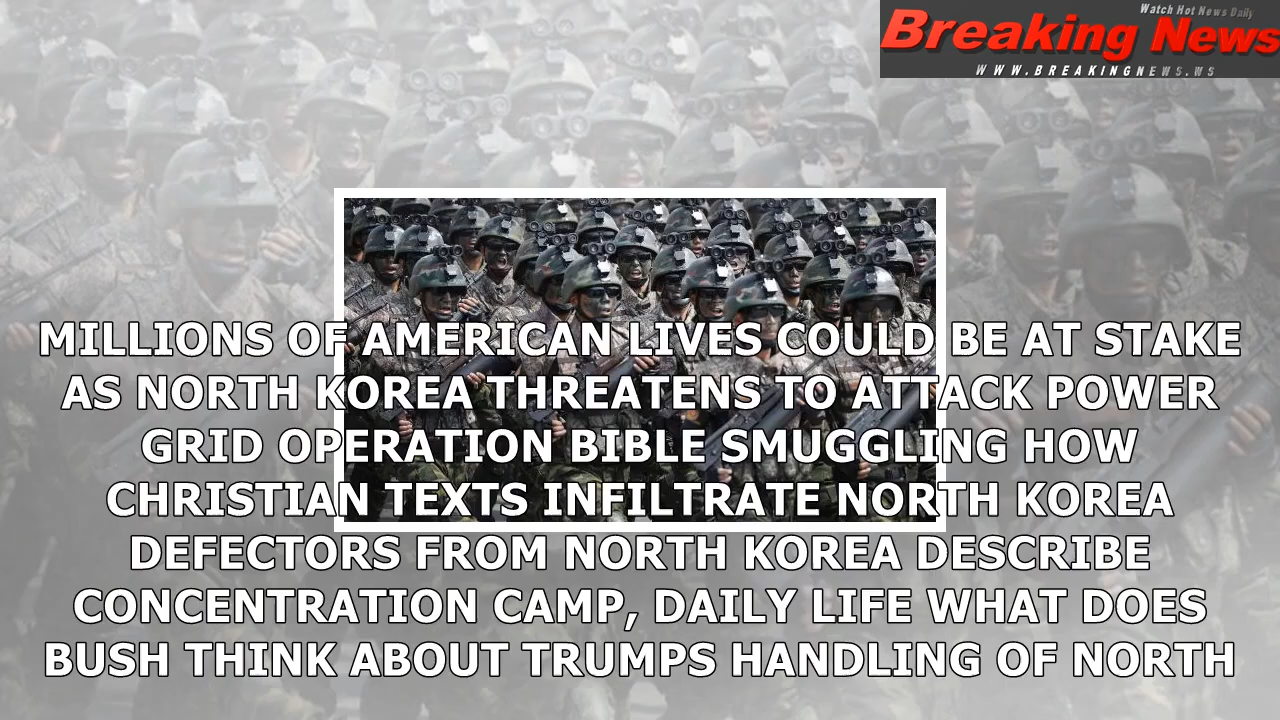 Watch Hot News Daily
Breaking News
WWW.BREAKINGNEWS.WS
MILLIONS OF AMERICAN LIVES COULD BE AT STAKE
AS NORTH KOREA THREATENS TO ATTACK POWER
GRID OPERATION BIBLE SMUGGLING HOW
CHRISTIAN TEXTS INFILTRATE NORTH KOREA
DEFECTORS FROM NORTH KOREA DESCRIBE
CONCENTRATION CAMP, DAILY LIFE WHAT DOES
BUSH THINK ABOUT TRUMPS HANDLING OF NORTH